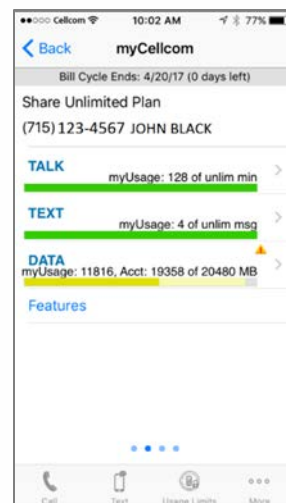 Cellcom 10:02 AM 77%
Back myCellcom
Bill Cycle Ends: 4/20/17 (0 days left)
Share Unlimited Plan
(715) 123-4567 JOHN BLACK
TALK
myUsage: 128 of unlim min
TEXT
myUsage: 4 of unlim msg
DATA
myUsage: 11816, Acct: 19358 of 20480 MB
Features
Call Text Usage Limits More